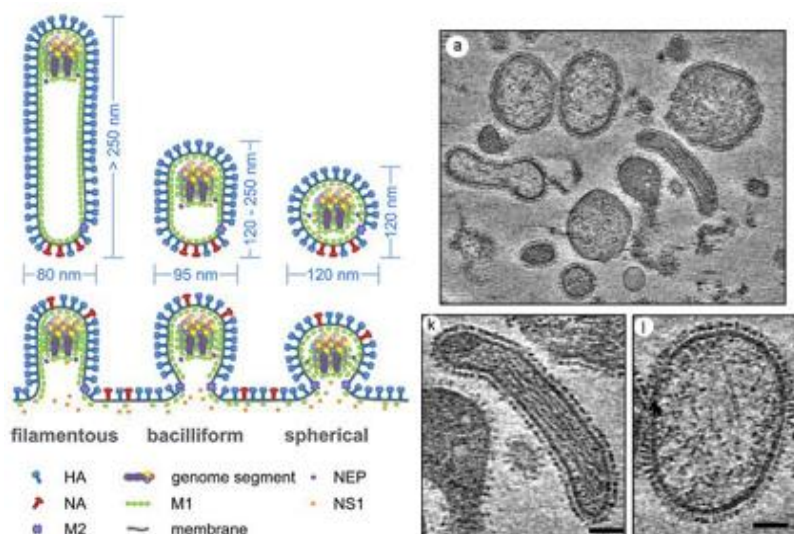 > 250 nm
120 - 250 nm
120 nm
80 nm
95 nm
120 nm
filamentous
bacilliform
spherical
HA
genome segment
NEP
NA
M1
NS1
M2
membrane
a
k
l